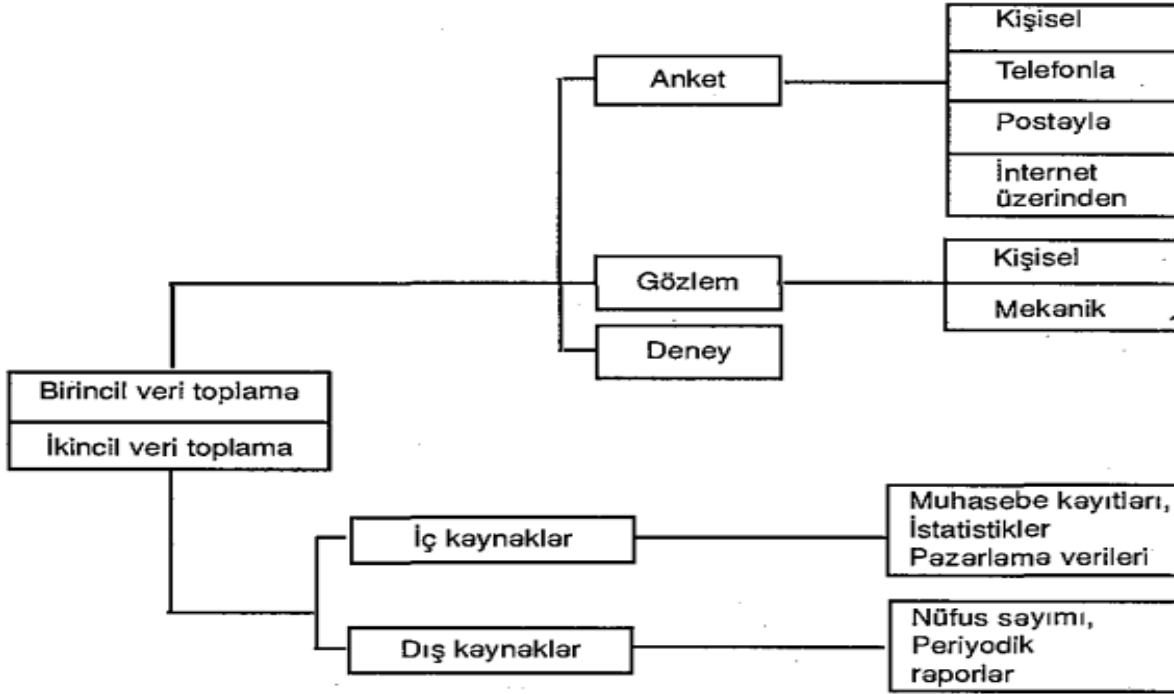 Kişisel
Anket
Telefonla
Postayla
İnternet
üzerinden
Kişisel
Gözlem
Mekanik
Deney
Birincil veri toplama
İkincil veri toplama
Muhasebe kayıtları,
İç kaynaklar
İstatistikler
Pazarlama verileri
Nüfus sayımı,
Dış kaynaklar
Periyodik
raporlar